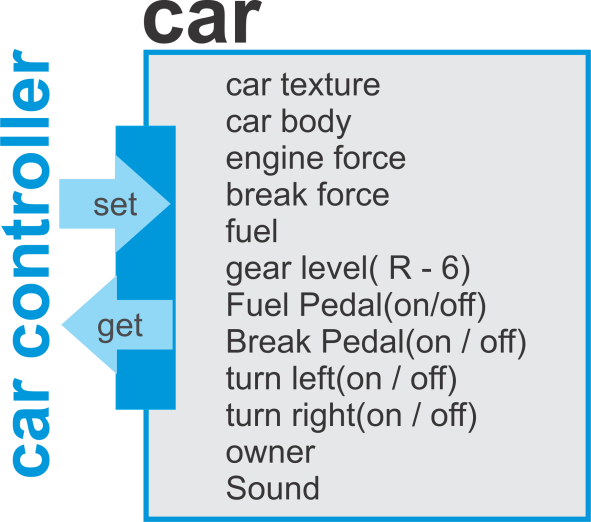 car
car controller
set
get
car texture
car body
engine force
break force
fuel
gear level( R - 6)
Fuel Pedal(on/off)
Break Pedal(on / off)
turn left(on / off)
turn right(on / off)
owner
Sound